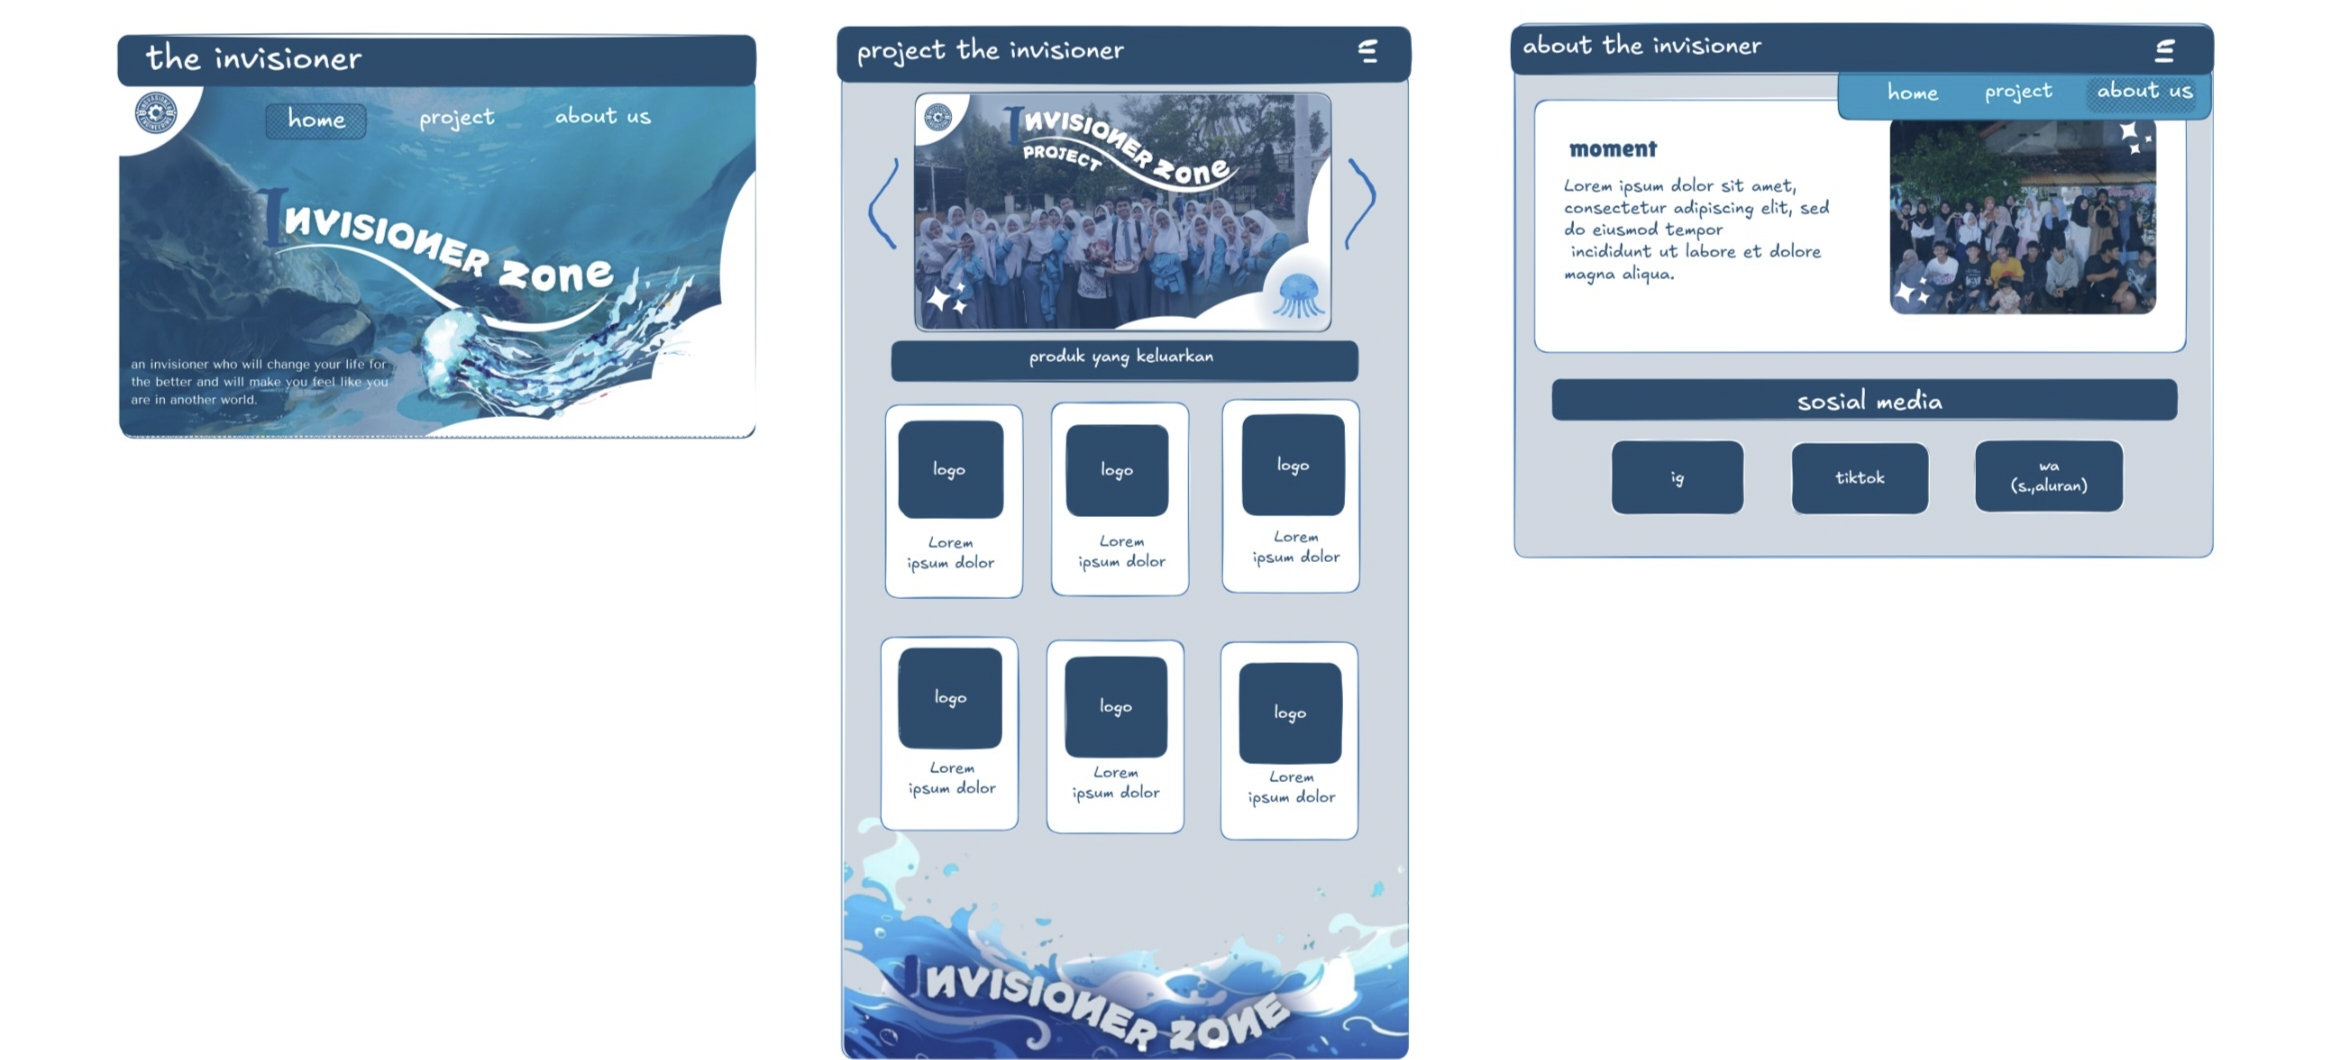 the invisioner
home
project
about us
INVISIONER zone
an invisioner who will change your life for
the better and will make you feel like you
are in another world.
project the invisioner
INVISIONER zone
PROJECT
produk yang keluarkan
logo
Lorem
ipsum dolor
logo
Lorem
ipsum dolor
logo
Lorem
ipsum dolor
logo
Lorem
ipsum dolor
logo
Lorem
ipsum dolor
logo
Lorem
ipsum dolor
INVISIONER ZONE
about the invisioner
home
project
about us
moment
Lorem ipsum dolor sit amet,
consectetur adipiscing elit, sed
do eiusmod tempor
incididunt ut labore et dolore
magna aliqua.
sosial media
ig
tiktok
wa
(s.,aluran)